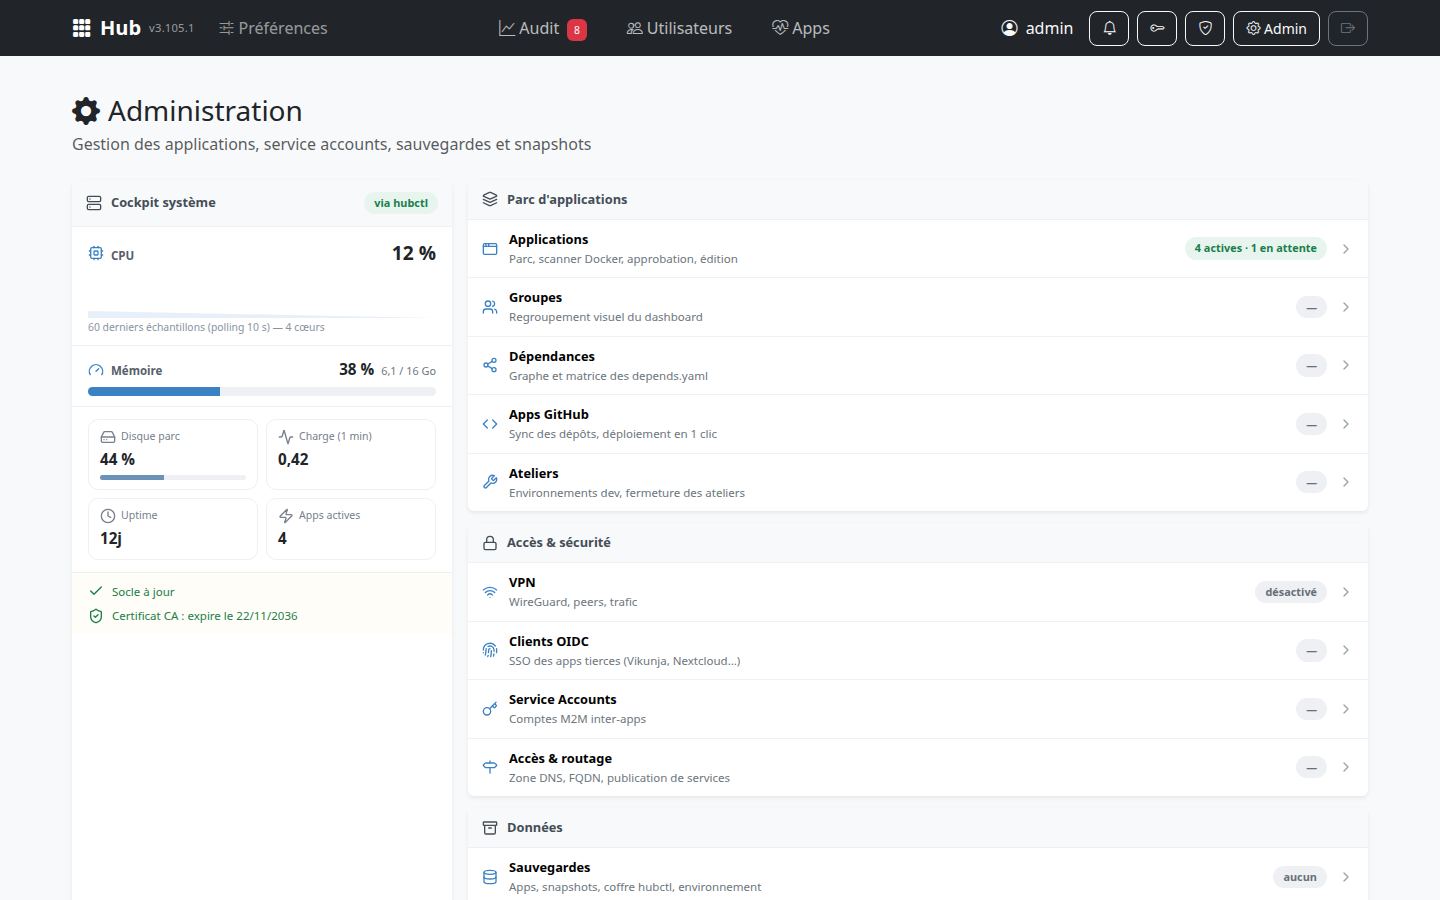 Hub v3.105.1 Préférences Audit 8 Utilisateurs Apps admin Admin
Administration
Gestion des applications, service accounts, sauvegardes et snapshots
Cockpit système via hubctl
CPU 12 %
60 derniers échantillons (polling 10 s) — 4 cœurs
Mémoire 38 % 6,1 / 16 Go
Disque parc
44 %
Charge (1 min)
0,42
Uptime
12j
Apps actives
4
Socle à jour
Certificat CA : expire le 22/11/2036
Parc d'applications
Applications
Parc, scanner Docker, approbation, édition
4 actives · 1 en attente
Groupes
Regroupement visuel du dashboard
—
Dépendances
Graphe et matrice des depends.yaml
—
Apps GitHub
Sync des dépôts, déploiement en 1 clic
—
Ateliers
Environnements dev, fermeture des ateliers
—
Accès & sécurité
VPN
WireGuard, peers, trafic
désactivé
Clients OIDC
SSO des apps tierces (Vikunja, Nextcloud…)
—
Service Accounts
Comptes M2M inter-apps
—
Accès & routage
Zone DNS, FQDN, publication de services
—
Données
Sauvegardes
Apps, snapshots, coffre hubctl, environnement
aucun